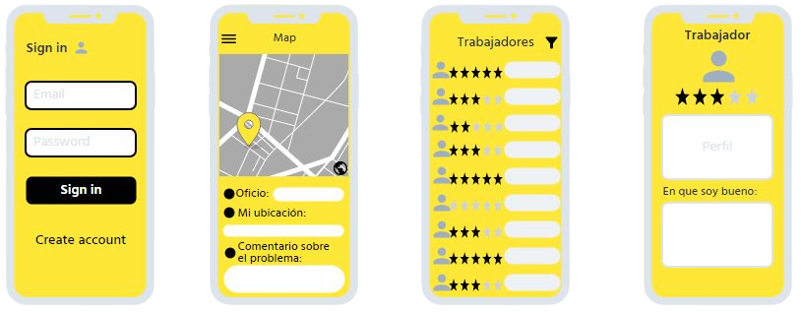 Sign in
Email
Password
Sign in
Create account
Map
Oficio:
Mi ubicación:
Comentario sobre
el problema:
Trabajadores
Trabajador
Perfil
En que soy bueno: